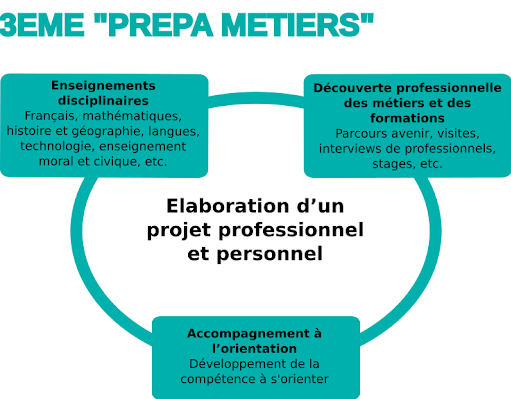 3EME "PREPA METIERS"
Enseignements
disciplinaires
Français, mathématiques,
histoire et géographie, langues,
technologie, enseignement
moral et civique, etc.
Découverte professionnelle
des métiers et des
formations
Parcours avenir, visites,
interviews de professionnels,
stages, etc.
Elaboration d’un
projet professionnel
et personnel
Accompagnement à
l’orientation
Développement de la
compétence à s'orienter